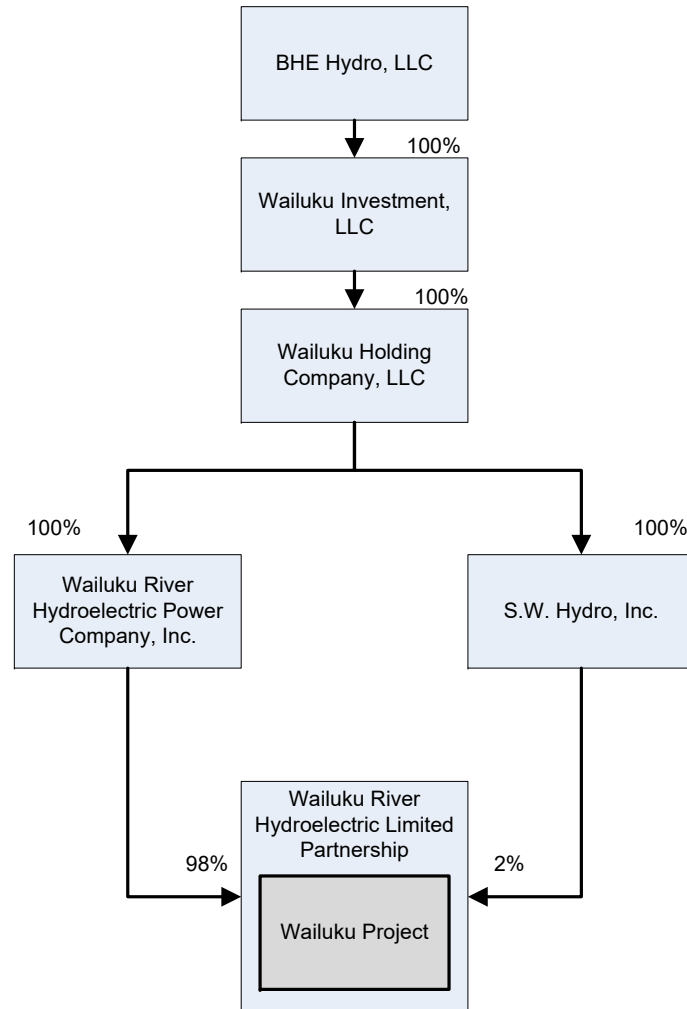 BHE Hydro, LLC
100%
Wailuku Investment,
LLC
100%
Wailuku Holding
Company, LLC
100%
100%
Wailuku River
Hydroelectric Power
Company, Inc.
S.W. Hydro, Inc.
Wailuku River
Hydroelectric Limited
Partnership
98%
2%
Wailuku Project